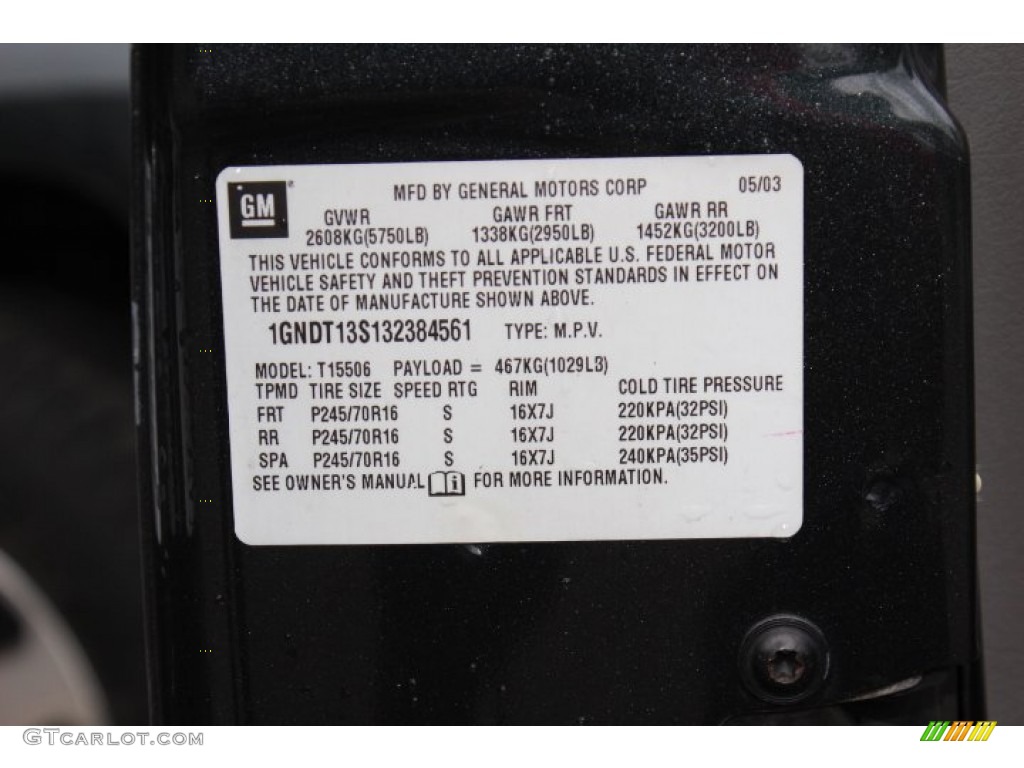 GM
MFD BY GENERAL MOTORS CORP 05/03
GVWR GAWR FRT GAWR RR
2608KG(5750LB) 1338KG(2950LB) 1452KG(3200LB)
THIS VEHICLE CONFORMS TO ALL APPLICABLE U.S. FEDERAL MOTOR
VEHICLE SAFETY AND THEFT PREVENTION STANDARDS IN EFFECT ON
THE DATE OF MANUFACTURE SHOWN ABOVE.
1GNDT13S132384561 TYPE: M.P.V.
MODEL: T15506 PAYLOAD = 467KG(1029LB)
TPMD TIRE SIZE SPEED RTG RIM COLD TIRE PRESSURE
FRT P245/70R16 S 16X7J 220KPA(32PSI)
RR P245/70R16 S 16X7J 220KPA(32PSI)
SPA P245/70R16 S 16X7J 240KPA(35PSI)
SEE OWNER'S MANUAL i FOR MORE INFORMATION.
GTCarlot.com